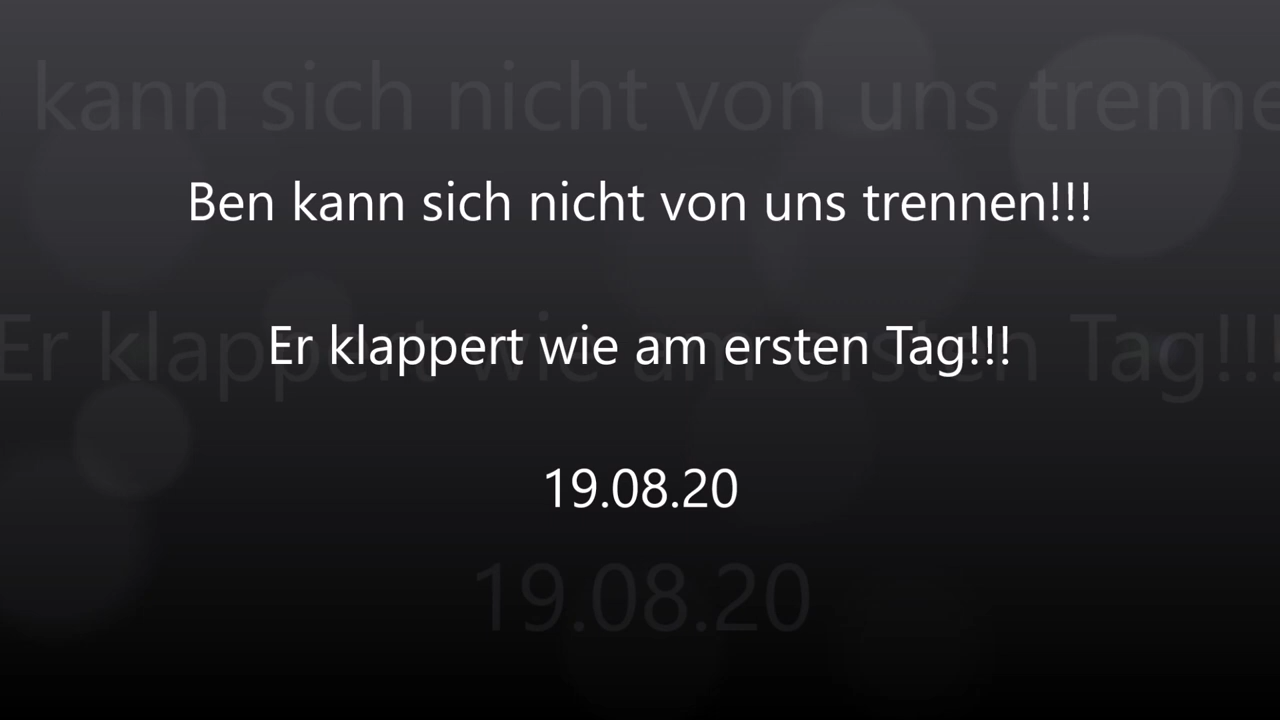 Ben kann sich nicht von uns trennen!!!
Er klappert wie am ersten Tag!!!
19.08.20